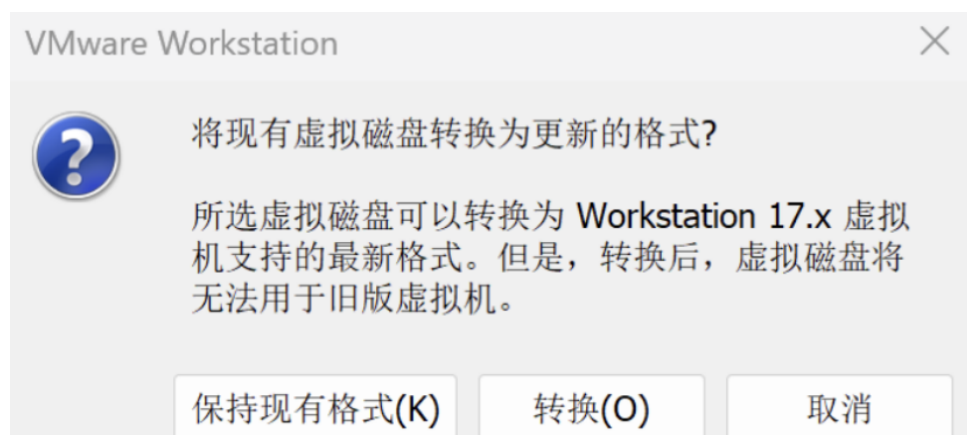 VMware Workstation
将现有虚拟磁盘转换为更新的格式?
所选虚拟磁盘可以转换为 Workstation 17.x 虚拟
机支持的最新格式。但是，转换后，虚拟磁盘将
无法用于旧版虚拟机。
保持现有格式(K) 转换(O) 取消